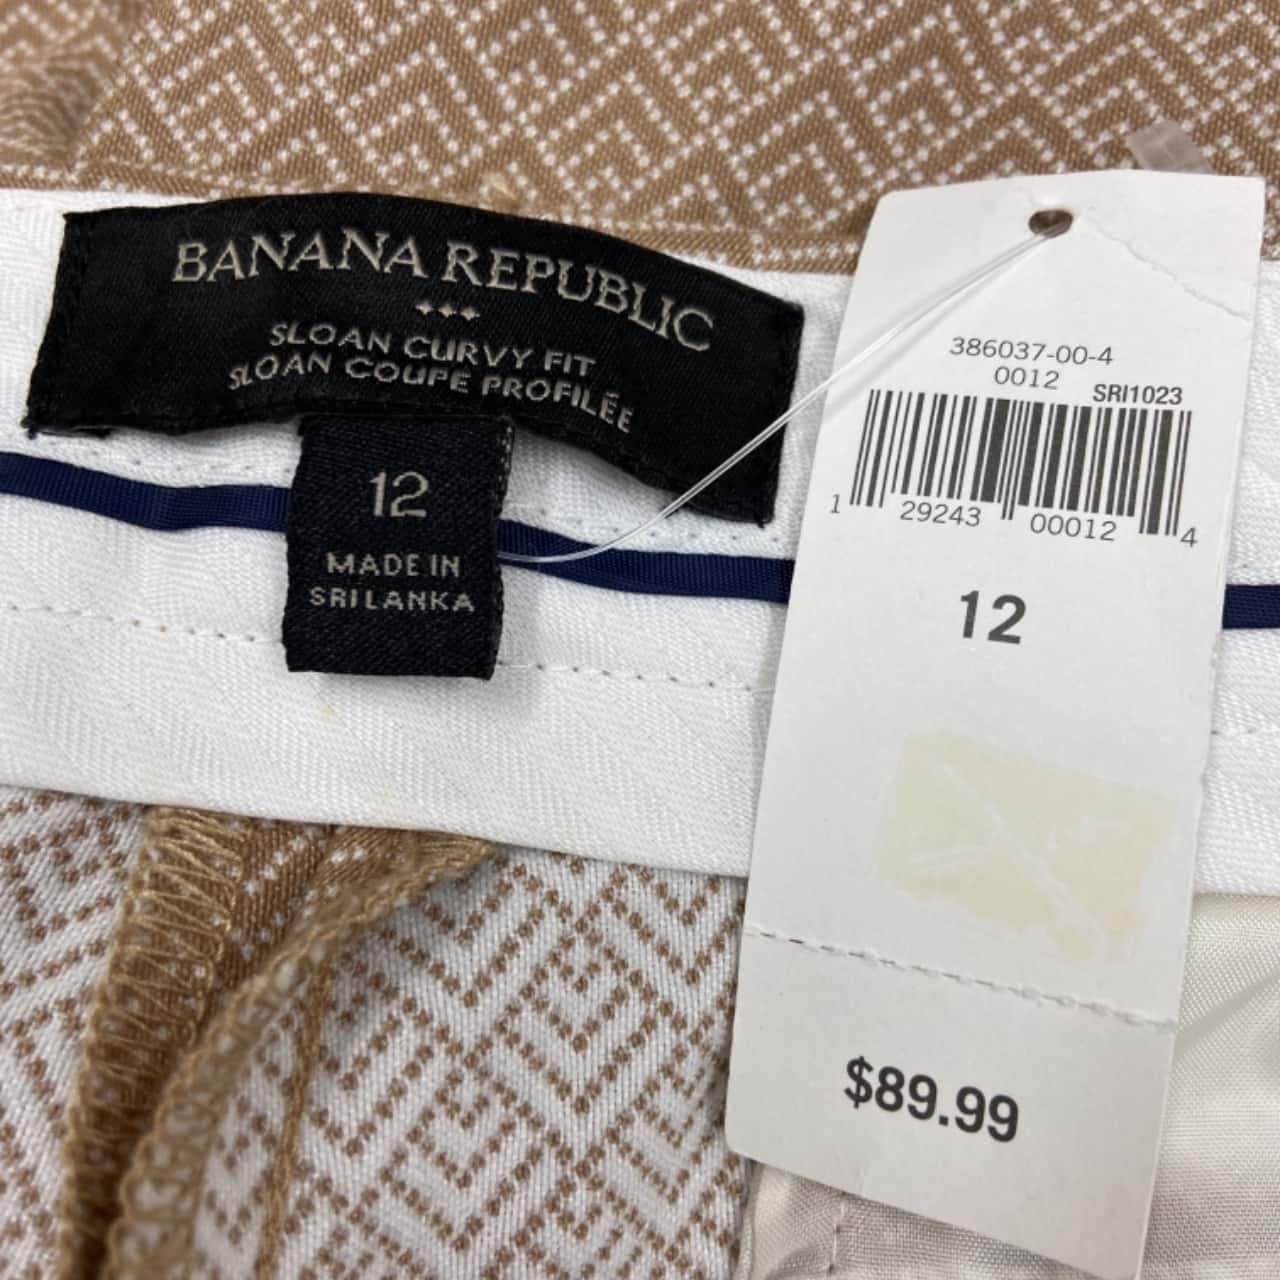 BANANA REPUBLIC
SLOAN CURVY FIT
SLOAN COUPE PROFILÉE
12
MADE IN
SRI LANKA
386037-00-4
0012 SRI1023
1 29243 00012 4
12
$89.99